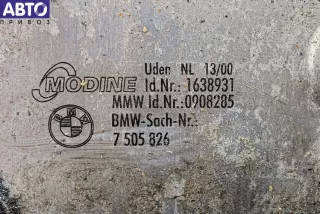 АВТО
ПРИВОЗ
MODINE
Uden NL 13/00
Id.Nr.: 1638931
MMW Id.Nr.:0908285
BMW
BMW-Sach-Nr.:
7 505 826